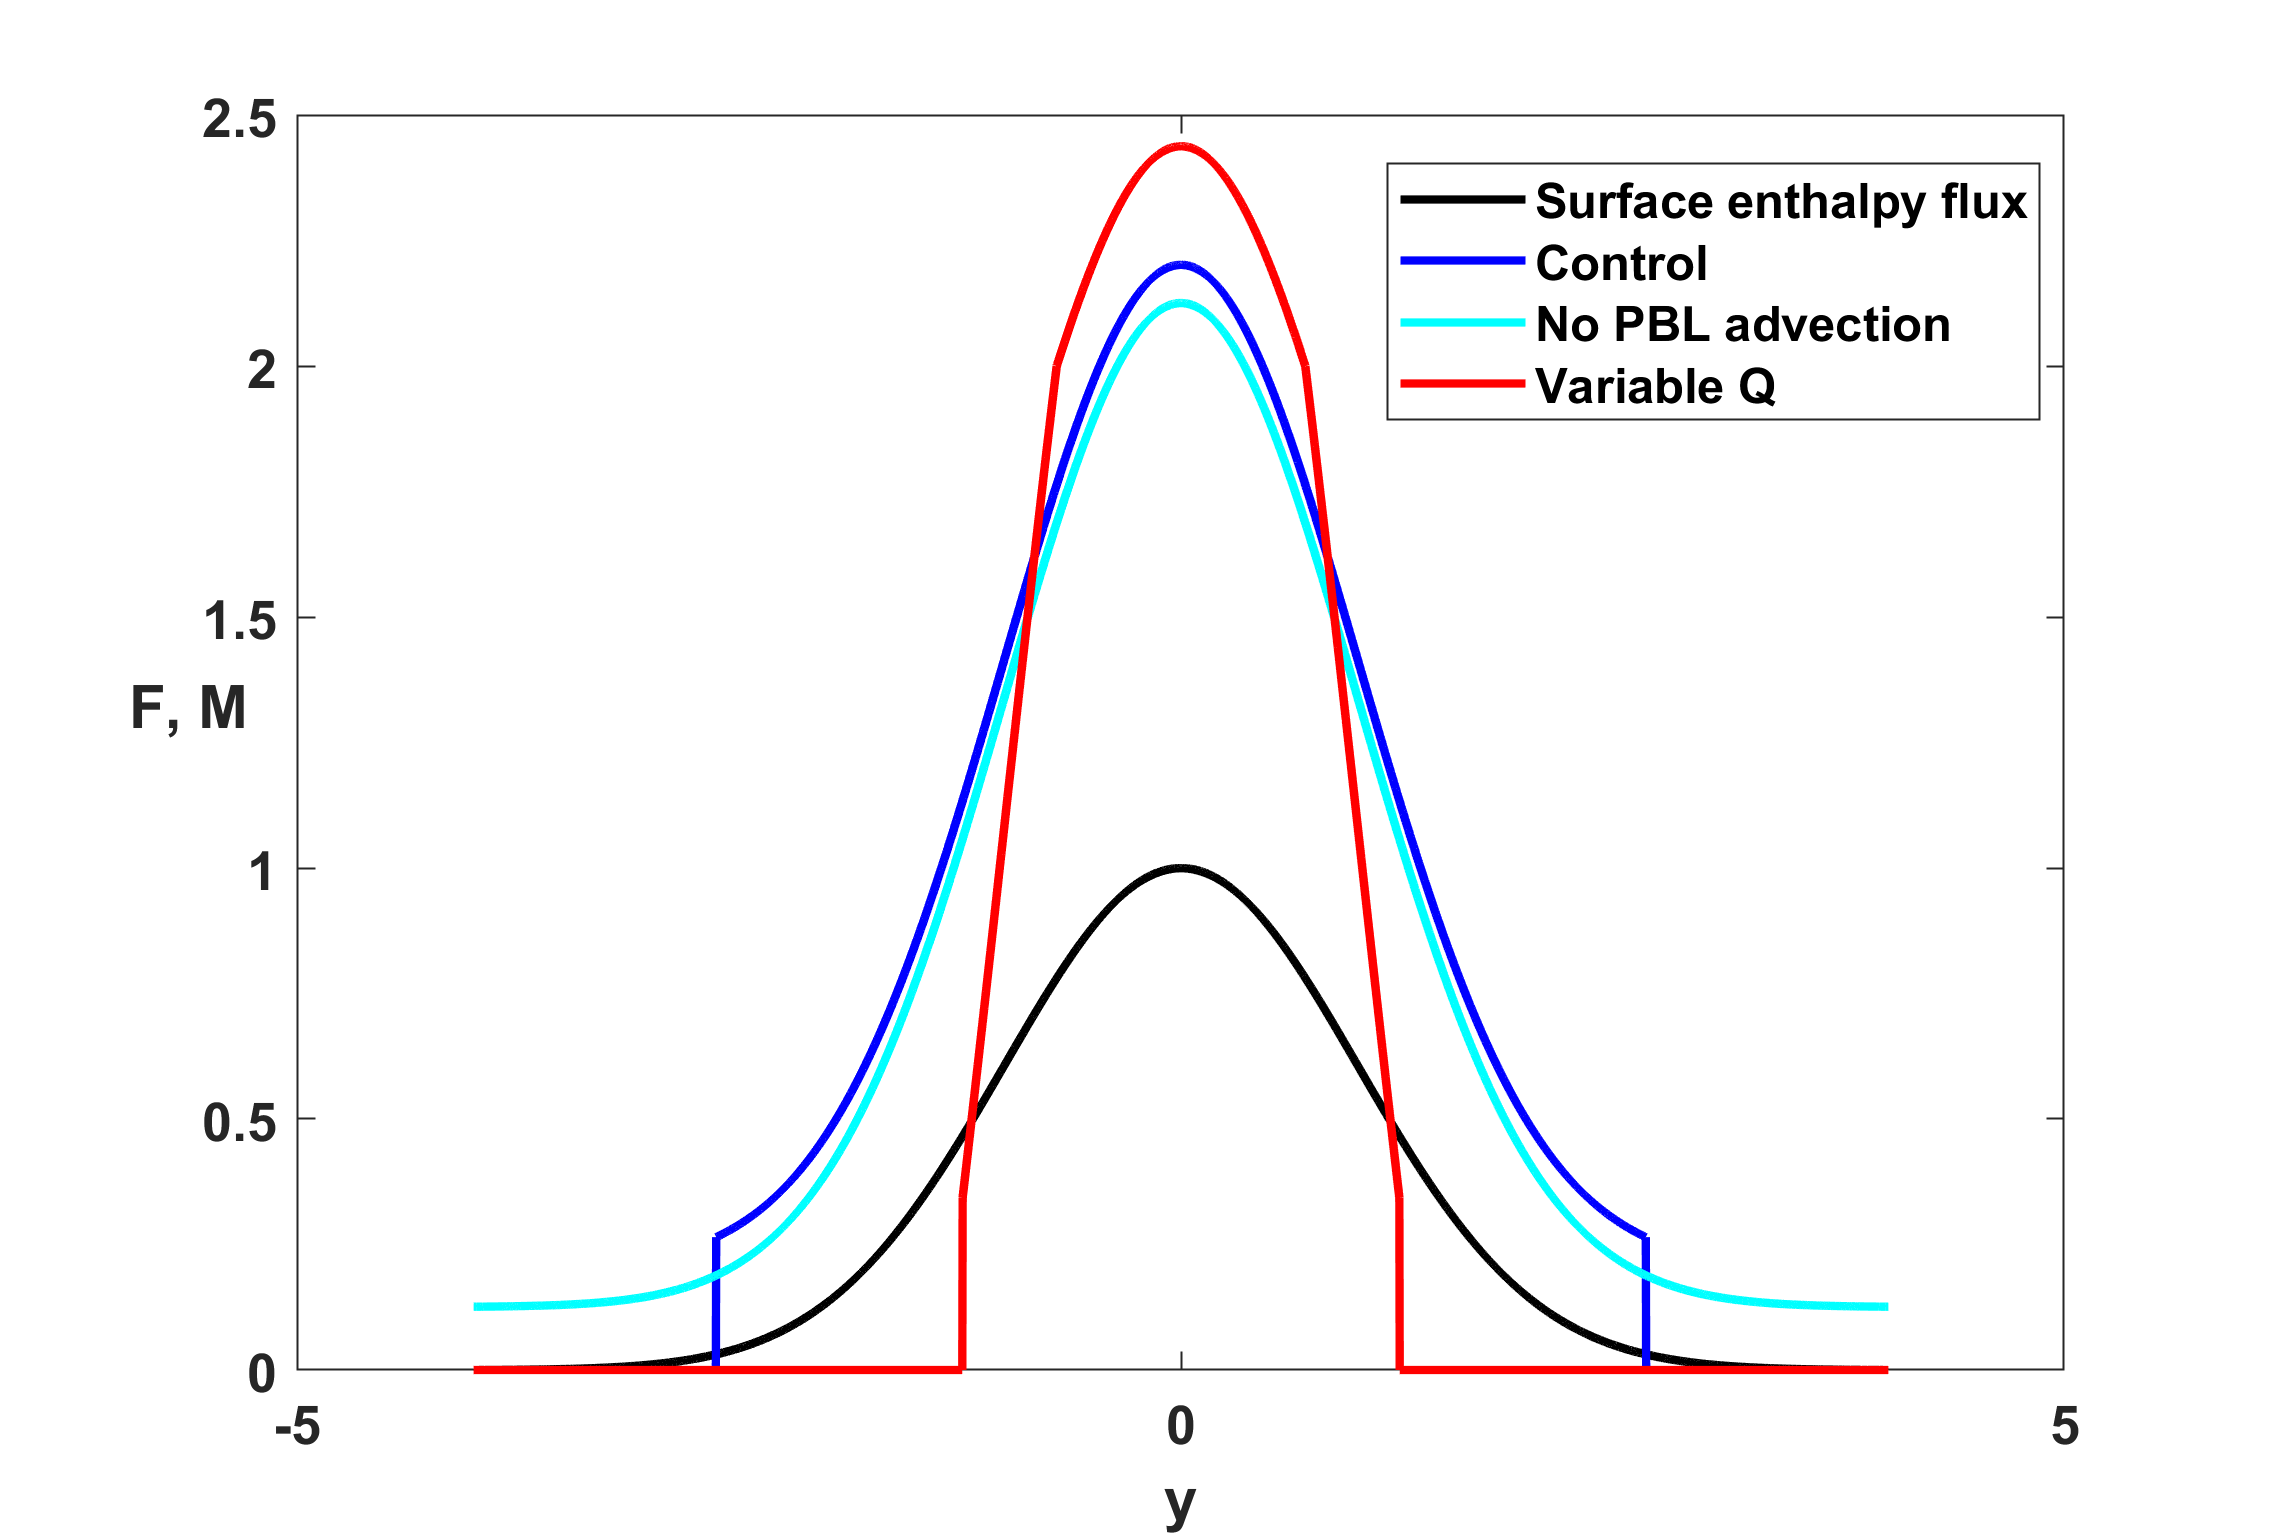 2.5
2
1.5
1
0.5
0
F, M
-5
0
5
y
Surface enthalpy flux
Control
No PBL advection
Variable Q